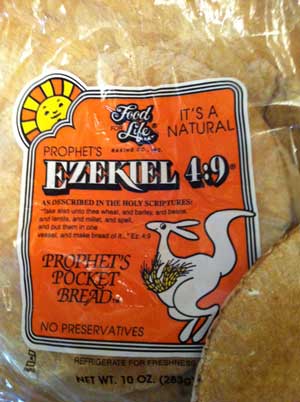 Food
FOR Life®
BAKING CO., INC.
IT'S A
NATURAL
PROPHET'S
EZEKIEL 4:9®
AS DESCRIBED IN THE HOLY SCRIPTURES:
"Take also unto thee wheat, and barley, and beans,
and lentils, and millet, and spelt,
and put them in one
vessel, and make bread of it..." Ez. 4:9
PROPHET'S
POCKET
BREAD™
NO PRESERVATIVES
REFRIGERATE FOR FRESHNESS
NET WT. 10 OZ. (283g)